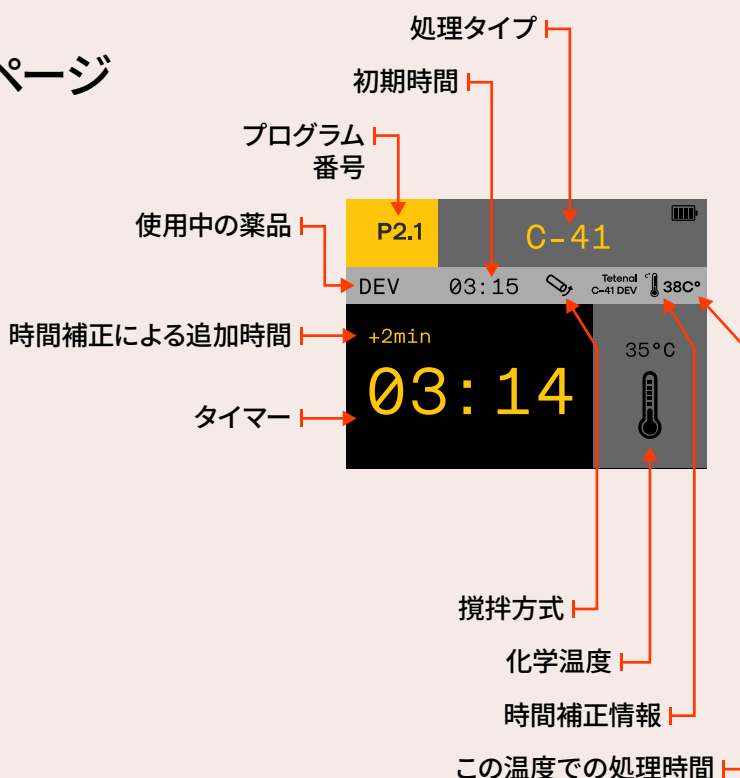 ページ
処理タイプ
初期時間
プログラム
番号
使用中の薬品
時間補正による追加時間
タイマー
P2.1
C-41
DEV 03:15 Tetenal
C-41 DEV C° 38C°
+2min
03:14
35°C
撹拌方式
化学温度
時間補正情報
この温度での処理時間